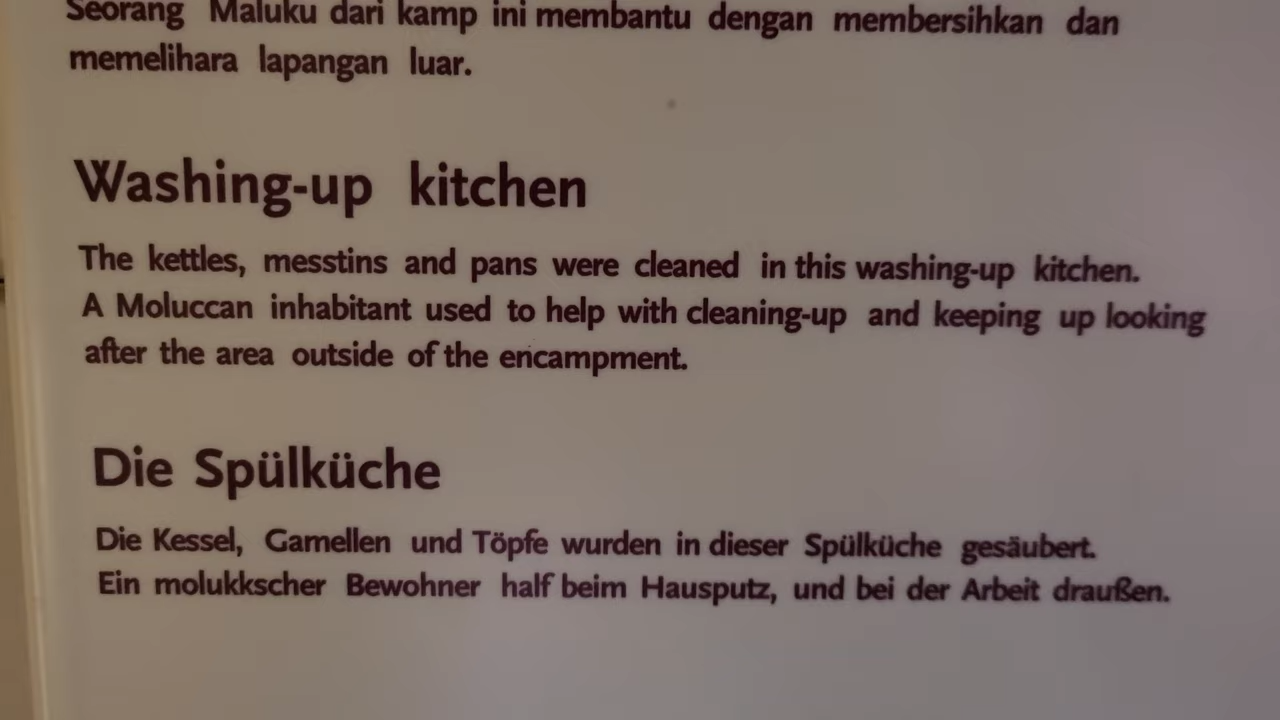 Seorang Maluku dari kamp ini membantu dengan membersihkan dan
memelihara lapangan luar.
Washing-up kitchen
The kettles, messtins and pans were cleaned in this washing-up kitchen.
A Moluccan inhabitant used to help with cleaning-up and keeping up looking
after the area outside of the encampment.
Die Spülküche
Die Kessel, Gamellen und Töpfe wurden in dieser Spülküche gesäubert.
Ein molukkscher Bewohner half beim Hausputz, und bei der Arbeit draußen.